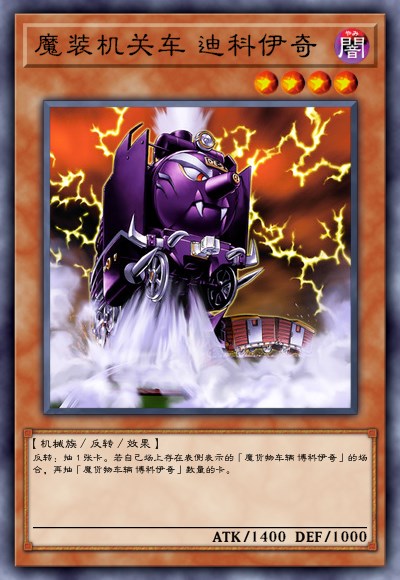 魔装机关车 迪科伊奇
闇
やみ
【机械族/反转/效果】
反转：抽1张卡。若自己场上存在表侧表示的「魔货物车辆 博科伊奇」的场
合，再抽「魔货物车辆 博科伊奇」数量的卡。
ATK/1400 DEF/1000